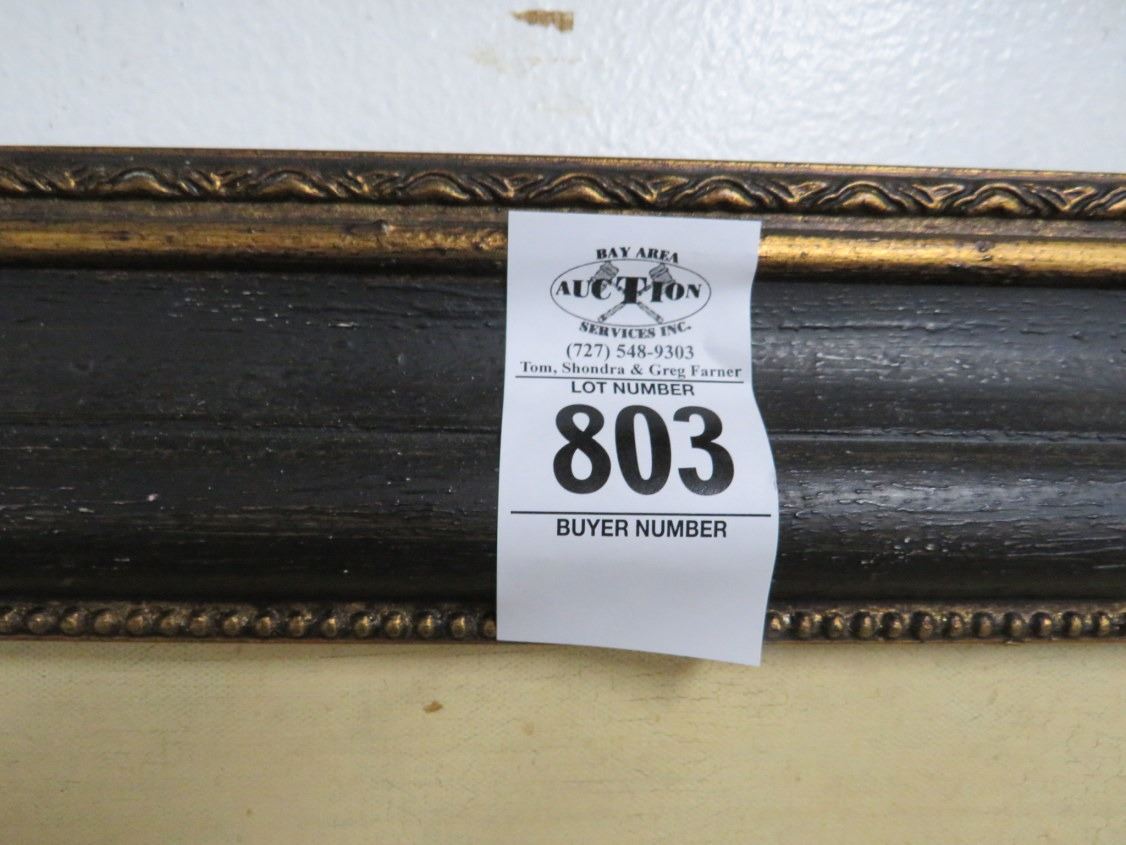 BAY AREA
AUCTION
SERVICES INC.
(727) 548-9303
Tom, Shondra & Greg Farner
LOT NUMBER
803
BUYER NUMBER